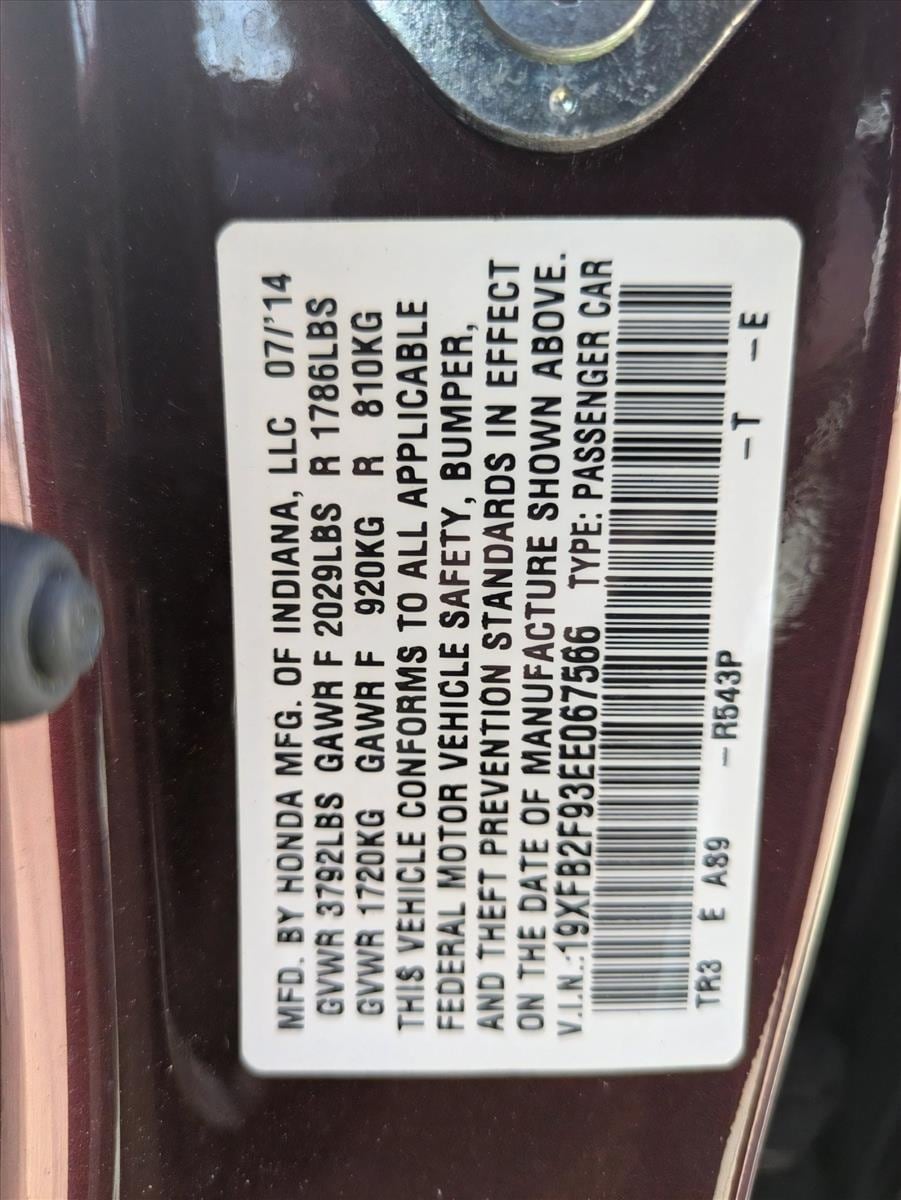 MFD. BY HONDA MFG. OF INDIANA, LLC 07/'14
GVWR 3792LBS GAWR F 2029LBS R 1786LBS
GVWR 1720KG GAWR F 920KG R 810KG
THIS VEHICLE CONFORMS TO ALL APPLICABLE
FEDERAL MOTOR VEHICLE SAFETY, BUMPER,
AND THEFT PREVENTION STANDARDS IN EFFECT
ON THE DATE OF MANUFACTURE SHOWN ABOVE.
V.I.N.:19XFB2F93EE067566 TYPE: PASSENGER CAR
TR3 E A89 –R543P –T –E